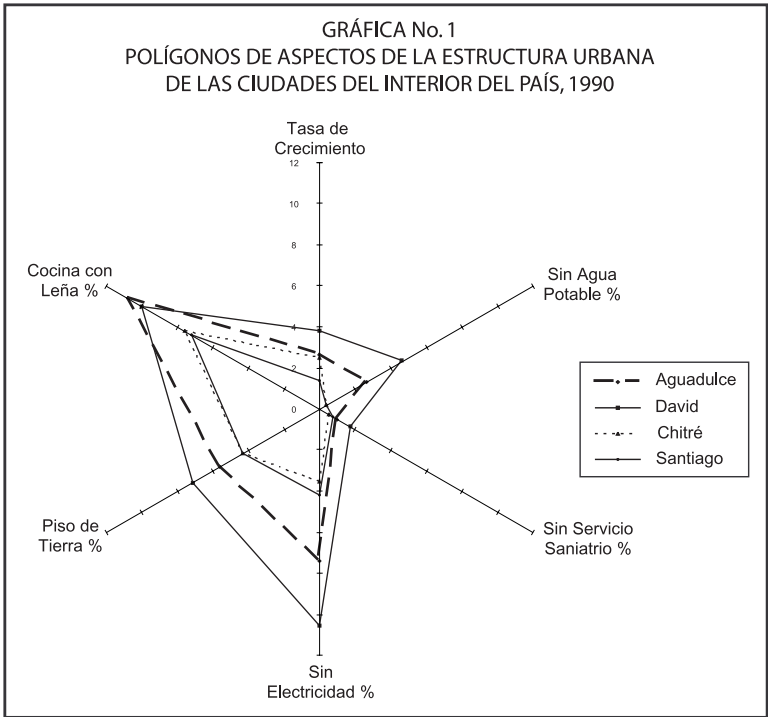 GRÁFICA No. 1
POLÍGONOS DE ASPECTOS DE LA ESTRUCTURA URBANA
DE LAS CIUDADES DEL INTERIOR DEL PAÍS, 1990
Tasa de
Crecimiento
12
10
8
6
4
2
0
Sin Agua
Potable %
Sin Servicio
Saniatrio %
Sin
Electricidad %
Piso de
Tierra %
Cocina con
Leña %
Aguadulce
David
Chitré
Santiago